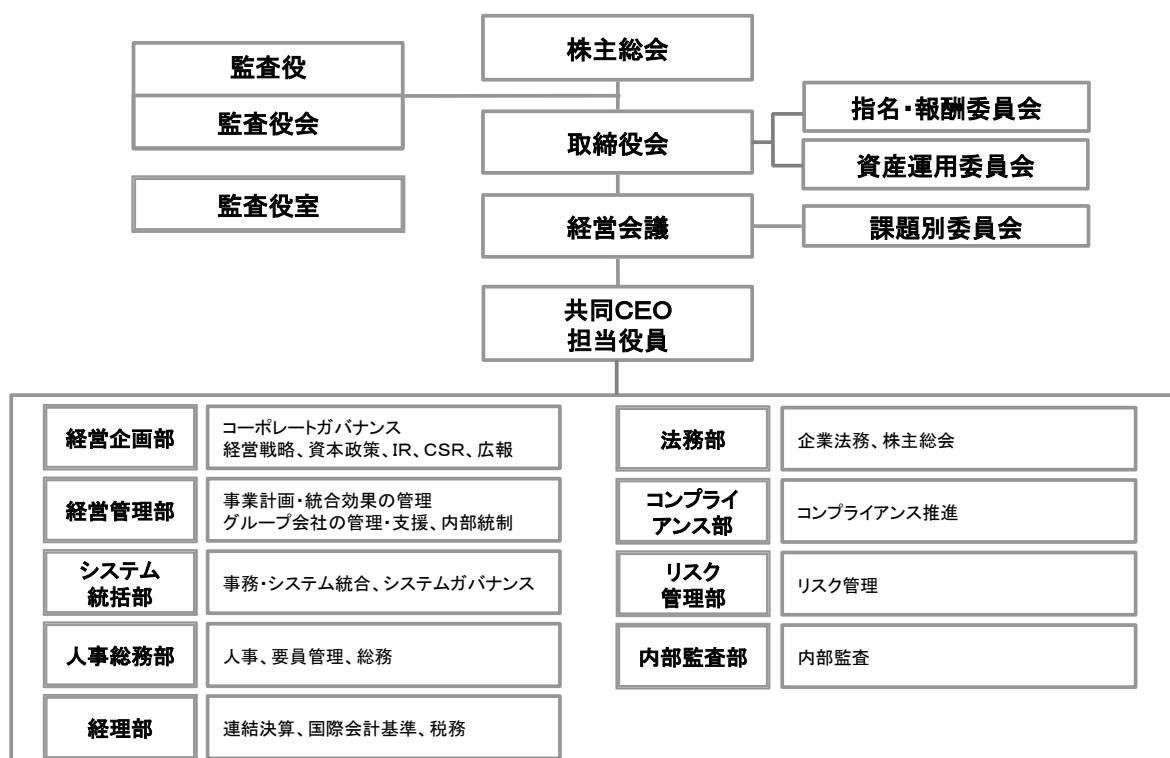 株主総会
監査役
監査役会
監査役室
取締役会
指名・報酬委員会
資産運用委員会
経営会議
課題別委員会
共同CEO
担当役員
経営企画部
コーポレートガバナンス
経営戦略、資本政策、IR、CSR、広報
経営管理部
事業計画・統合効果の管理
グループ会社の管理・支援、内部統制
システム
統括部
事務・システム統合、システムガバナンス
人事総務部
人事、要員管理、総務
経理部
連結決算、国際会計基準、税務
法務部
企業法務、株主総会
コンプライ
アンス部
コンプライアンス推進
リスク
管理部
リスク管理
内部監査部
内部監査